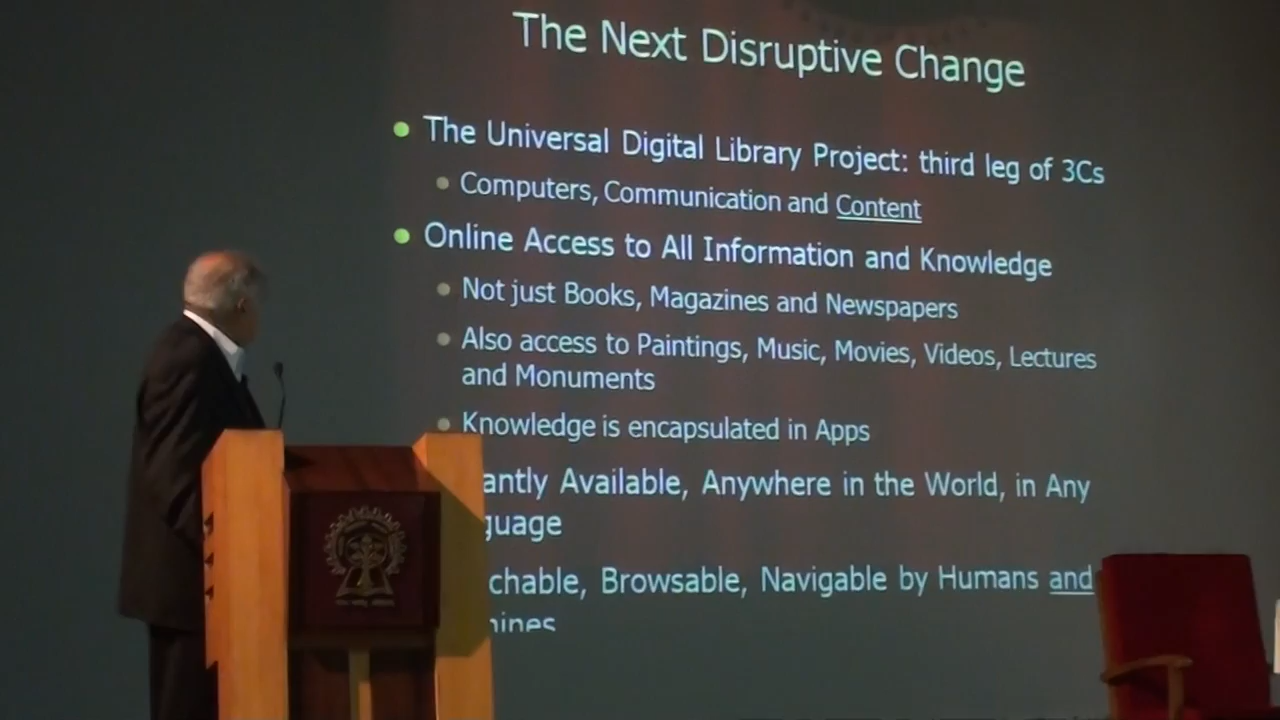 The Next Disruptive Change
The Universal Digital Library Project: third leg of 3Cs
Computers, Communication and Content
Online Access to All Information and Knowledge
Not just Books, Magazines and Newspapers
Also access to Paintings, Music, Movies, Videos, Lectures
and Monuments
Knowledge is encapsulated in Apps
antly Available, Anywhere in the World, in Any
guage
chable, Browsable, Navigable by Humans and
hines